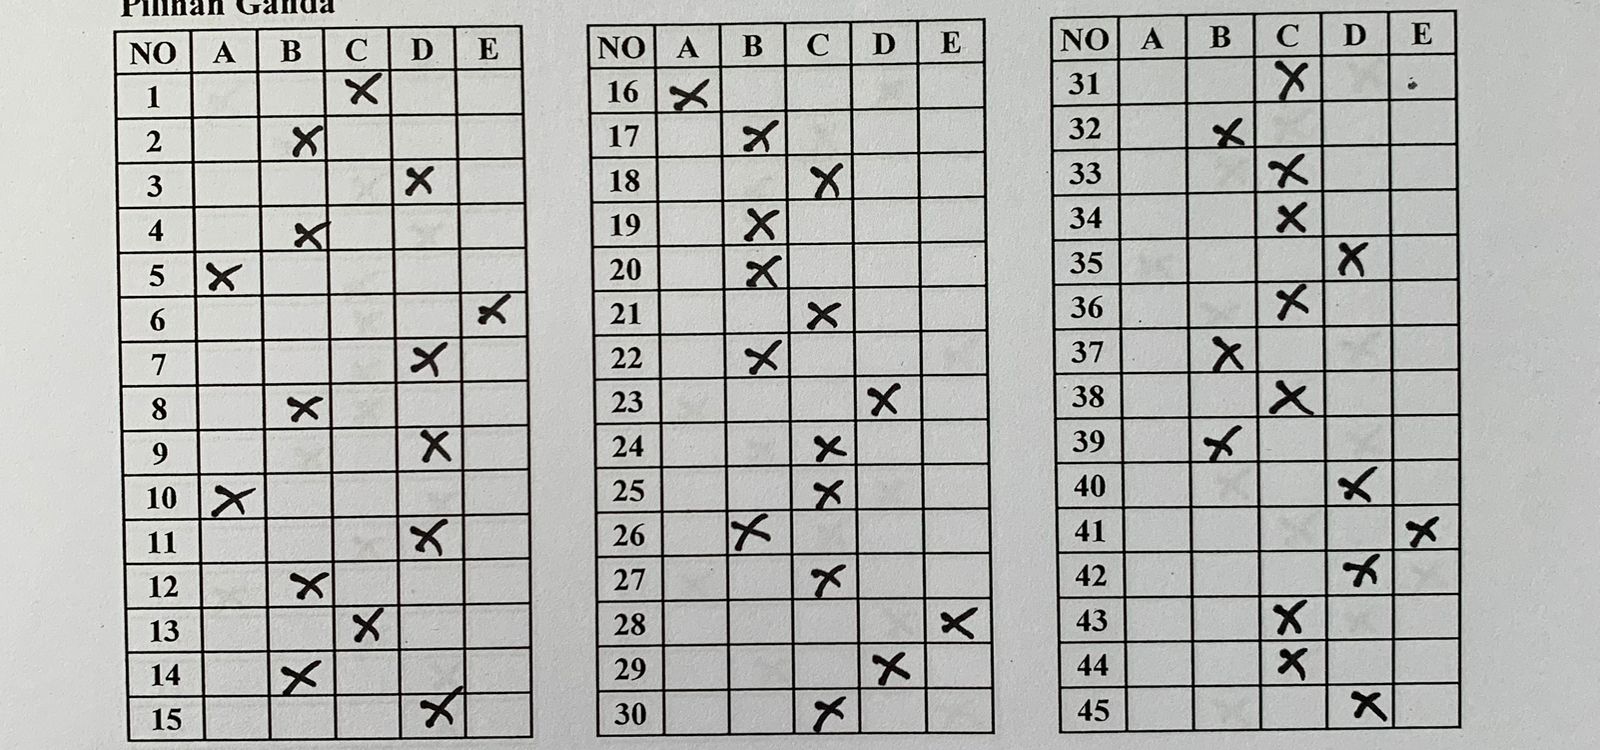 Pilihan Ganda
NO A B C D E
1 X
2 X
3 X
4 X
5 X
6 X
7 X
8 X
9 X
10 X
11 X
12 X
13 X
14 X
15 X
NO A B C D E
16 X
17 X
18 X
19 X
20 X
21 X
22 X
23 X
24 X
25 X
26 X
27 X
28 X
29 X
30 X
NO A B C D E
31 X
32 X
33 X
34 X
35 X
36 X
37 X
38 X
39 X
40 X
41 X
42 X
43 X
44 X
45 X